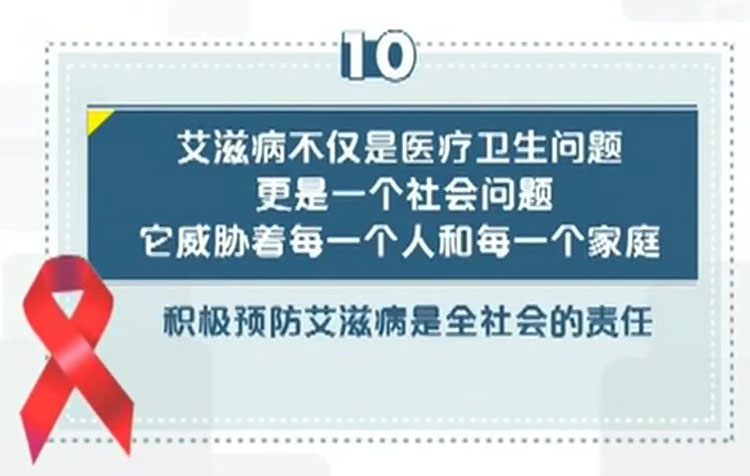 10
艾滋病不仅是医疗卫生问题
更是一个社会问题
它威胁着每一个人和每一个家庭
积极预防艾滋病是全社会的责任